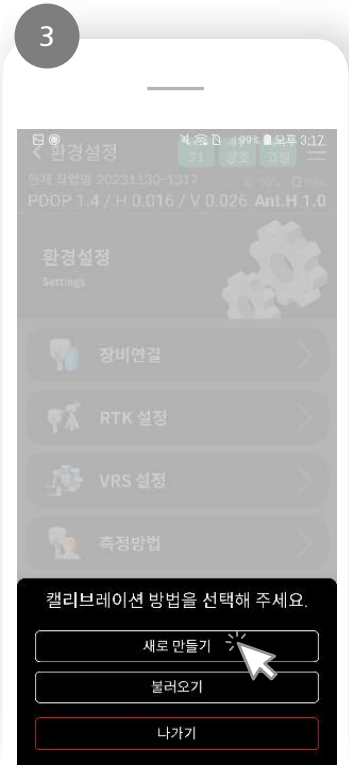 3
99% 오후 3:17
환경설정
21 양호 고정
현재 작업명 20231130-1317
PDOP 1.4 / H 0.016 / V 0.026 Ant.H 1.0
환경설정
Settings
장비연결
RTK 설정
VRS 설정
측정방법
캘리브레이션 방법을 선택해 주세요.
새로 만들기
불러오기
나가기